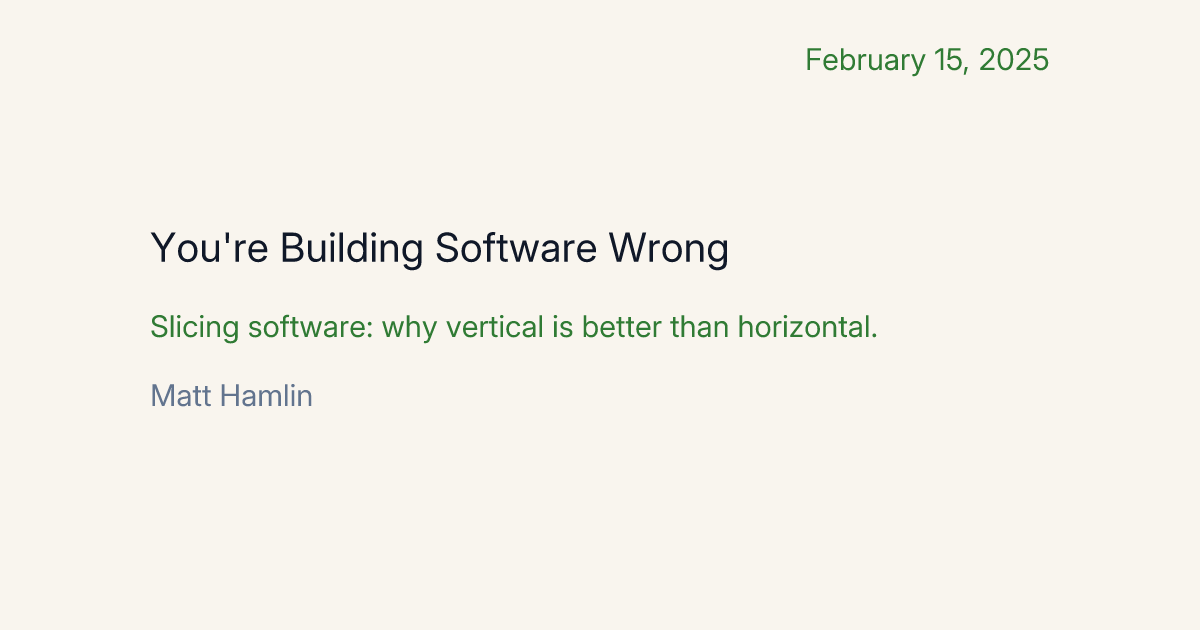 February 15, 2025
You're Building Software Wrong
Slicing software: why vertical is better than horizontal.
Matt Hamlin